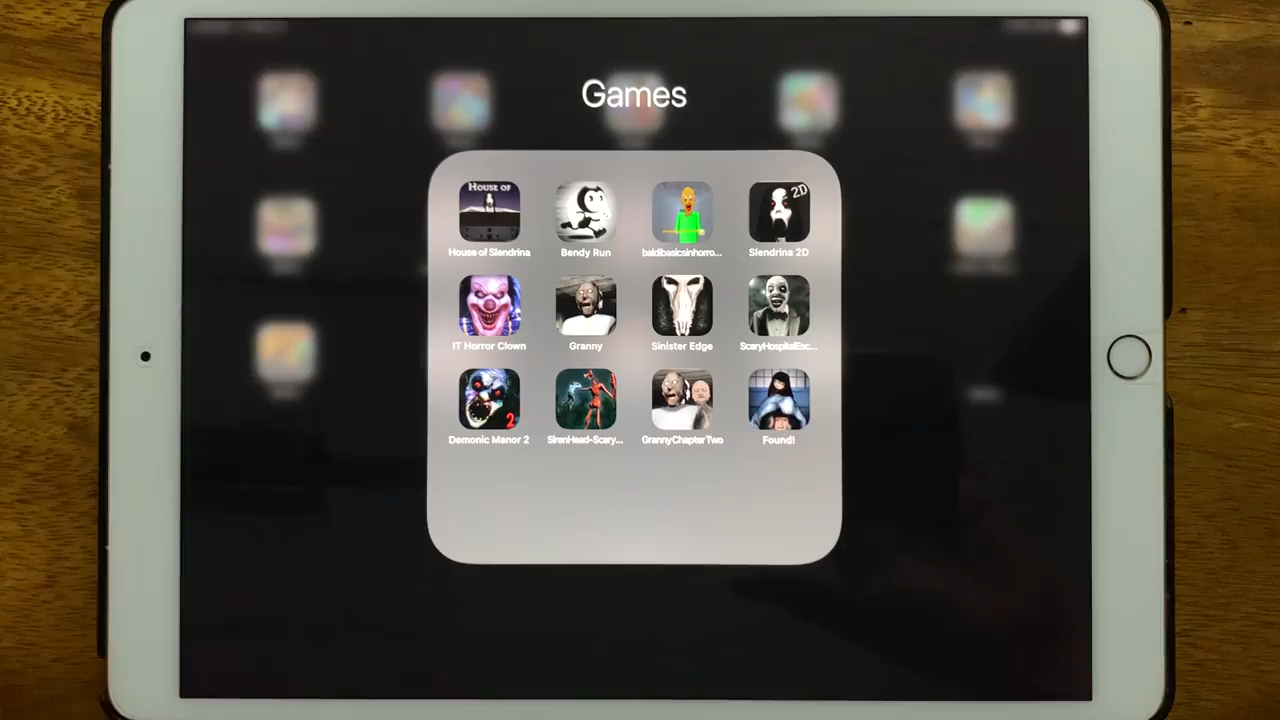 Games
HOUSE OF
2D
House of Slendrina
Bendy Run
baldibasicsinhorro...
Slendrina 2D
IT Horror Clown
Granny
Sinister Edge
ScaryHospitalEsc...
2
Demonic Manor 2
SirenHead-Scary...
GrannyChapterTwo
Found!